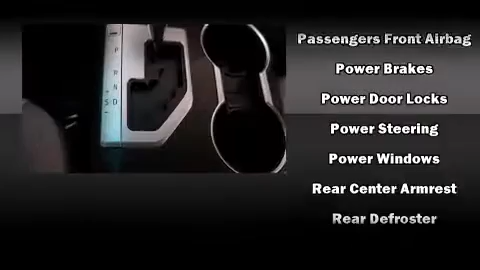 Passengers Front Airbag
Power Brakes
Power Door Locks
Power Steering
Power Windows
Rear Center Armrest
Rear Defroster
P
R
N
D
+
S
-